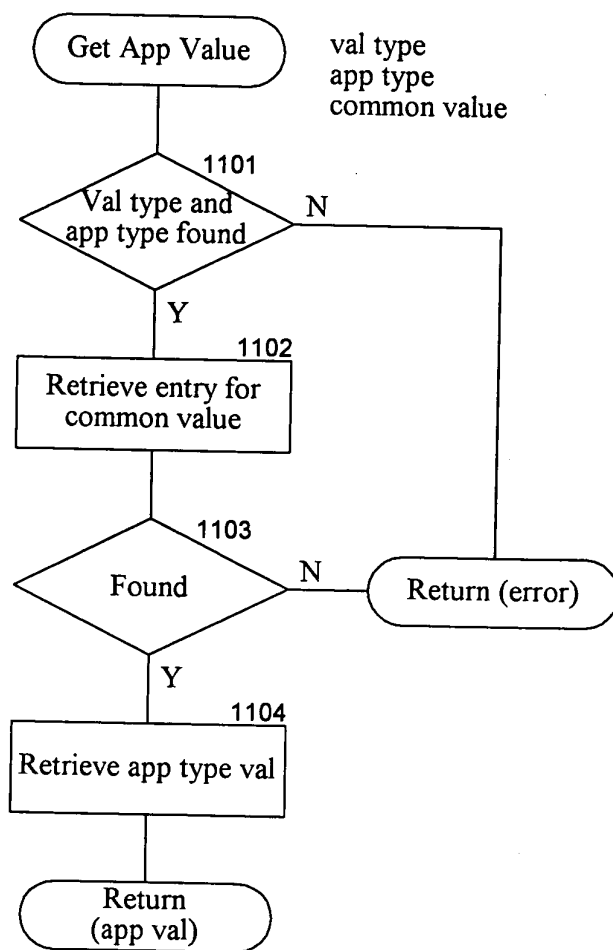 Get App Value
val type
app type
common value
1101
Val type and
app type found
N
Y
1102
Retrieve entry for
common value
1103
Found
N
Return (error)
Y
1104
Retrieve app type val
Return
(app val)